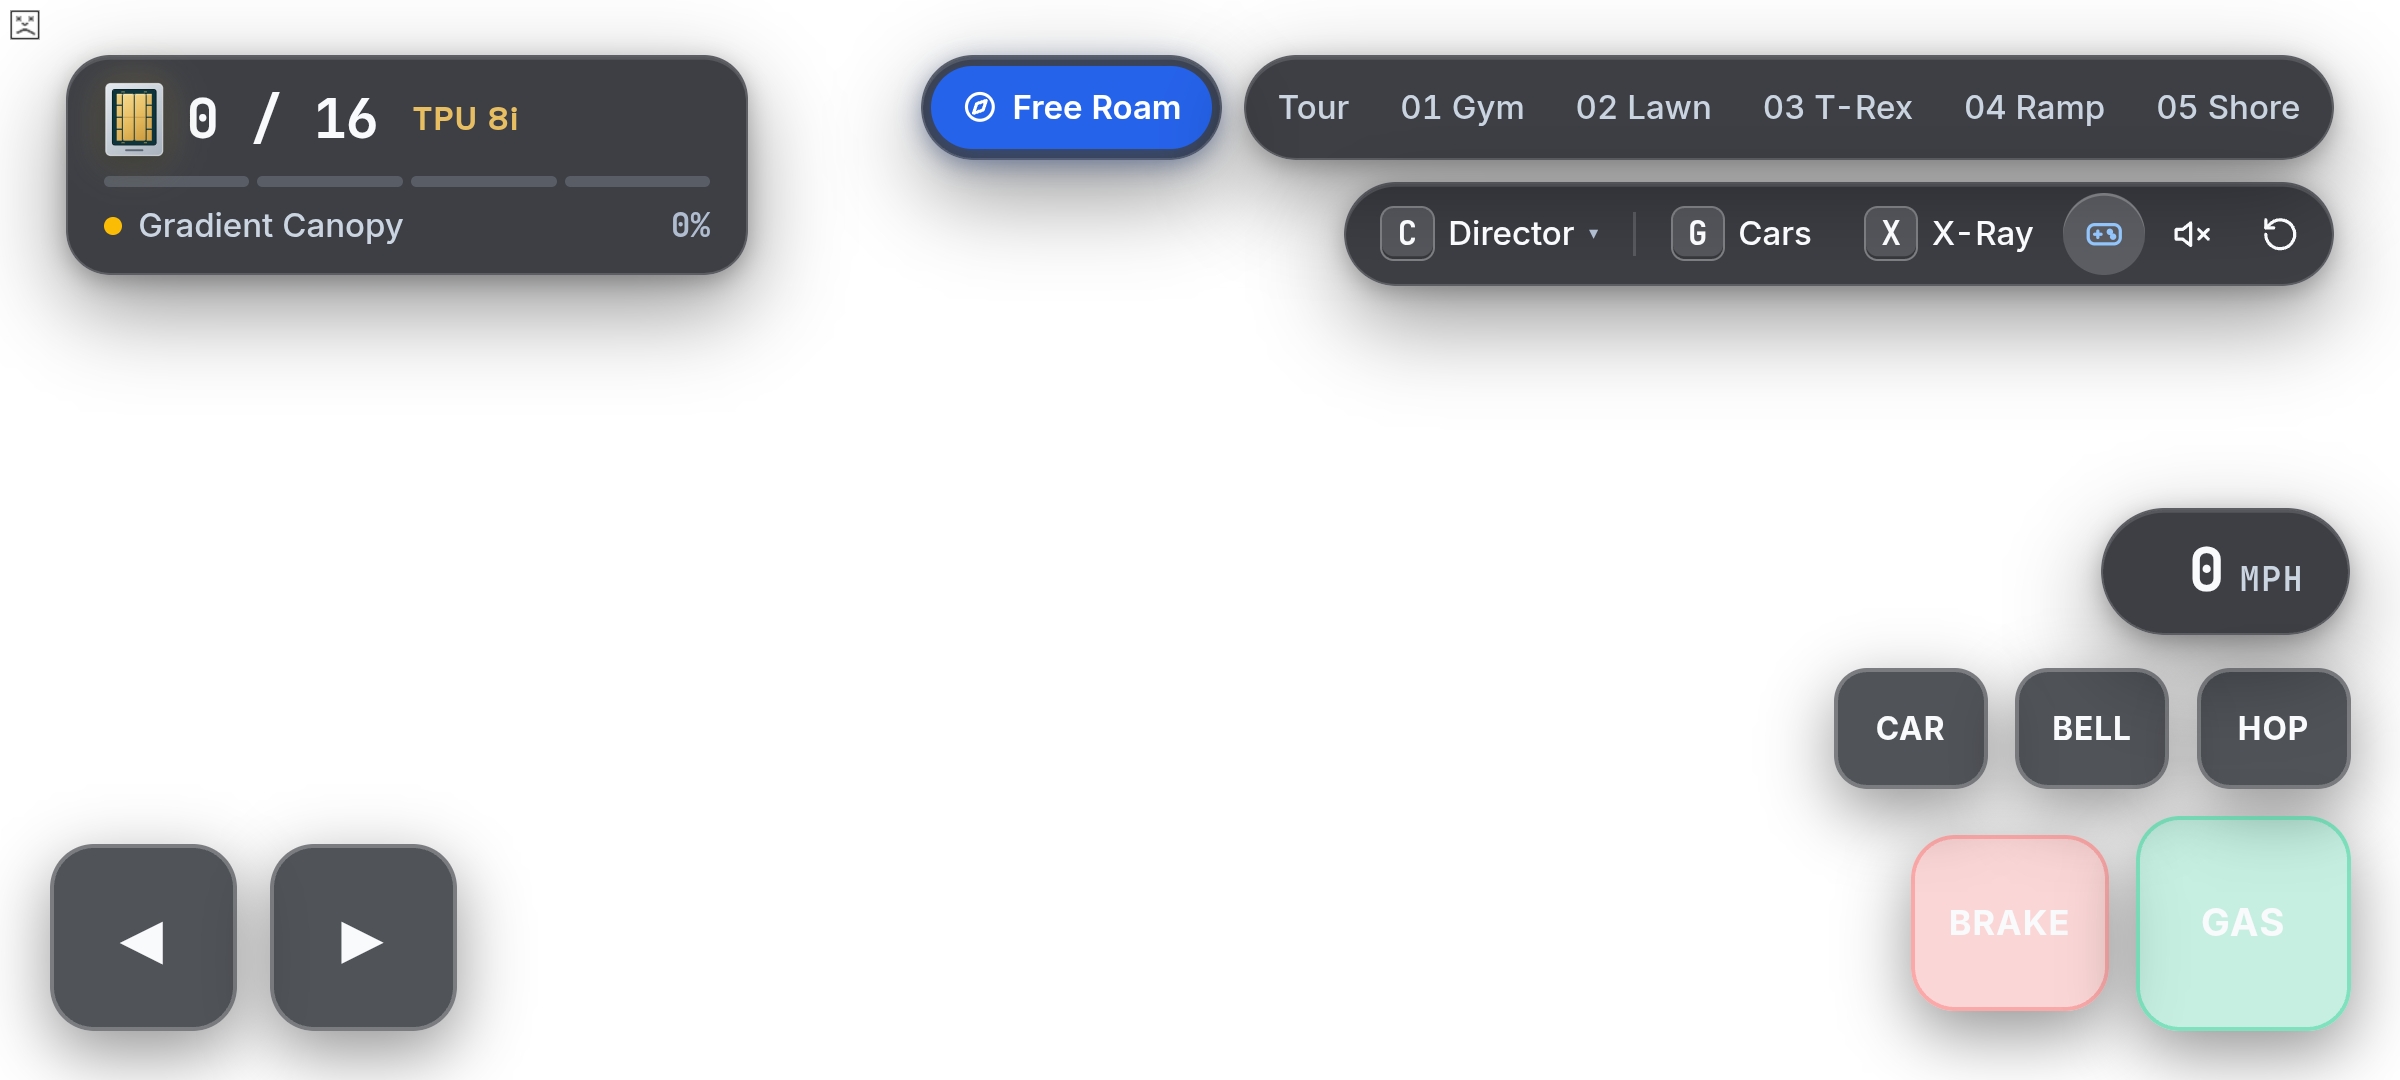 0 / 16 TPU 8i
Gradient Canopy 0%
Free Roam
Tour 01 Gym 02 Lawn 03 T-Rex 04 Ramp 05 Shore
C Director G Cars X X-Ray
0 MPH
CAR BELL HOP
BRAKE GAS